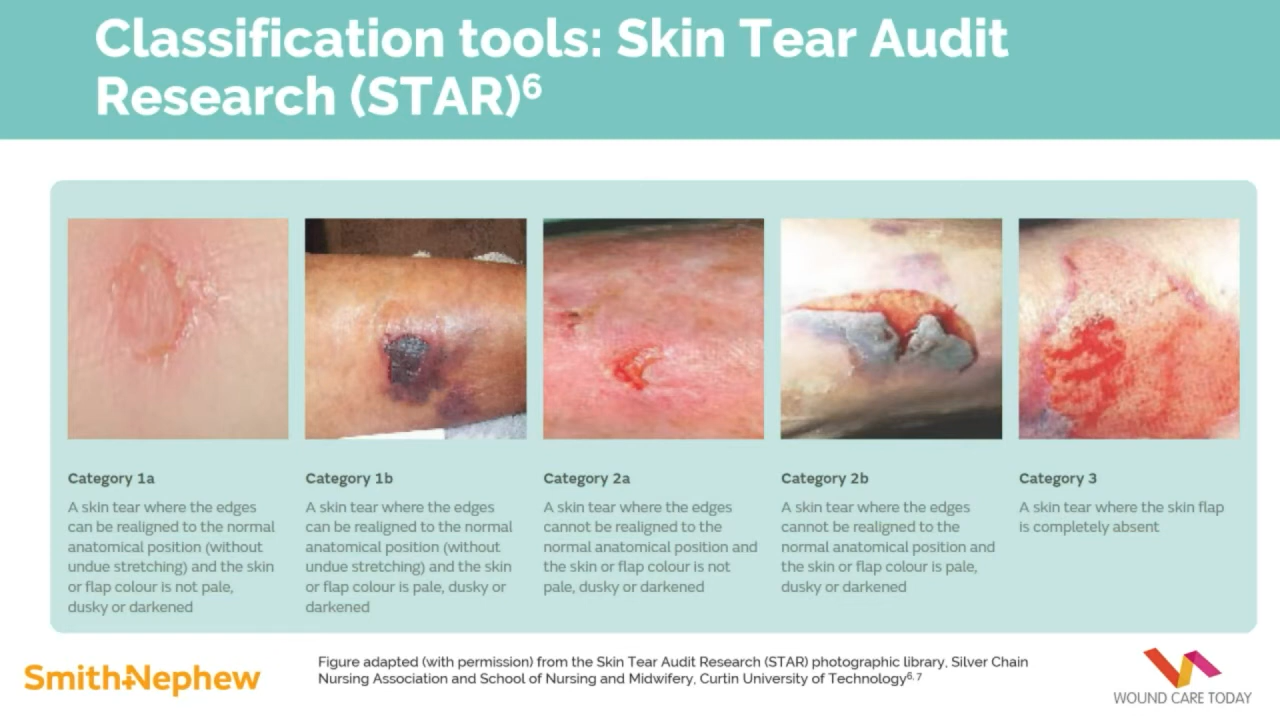 Classification tools: Skin Tear Audit
Research (STAR)⁶
Category 1a
A skin tear where the edges
can be realigned to the normal
anatomical position (without
undue stretching) and the skin
or flap colour is not pale,
dusky or darkened
Category 1b
A skin tear where the edges
can be realigned to the normal
anatomical position (without
undue stretching) and the skin
or flap colour is pale, dusky or
darkened
Category 2a
A skin tear where the edges
cannot be realigned to the
normal anatomical position and
the skin or flap colour is not
pale, dusky or darkened
Category 2b
A skin tear where the edges
cannot be realigned to the
normal anatomical position and
the skin or flap colour is pale,
dusky or darkened
Category 3
A skin tear where the skin flap
is completely absent
Smith+Nephew
Figure adapted (with permission) from the Skin Tear Audit Research (STAR) photographic library, Silver Chain
Nursing Association and School of Nursing and Midwifery, Curtin University of Technology⁶·⁷
WOUND CARE TODAY